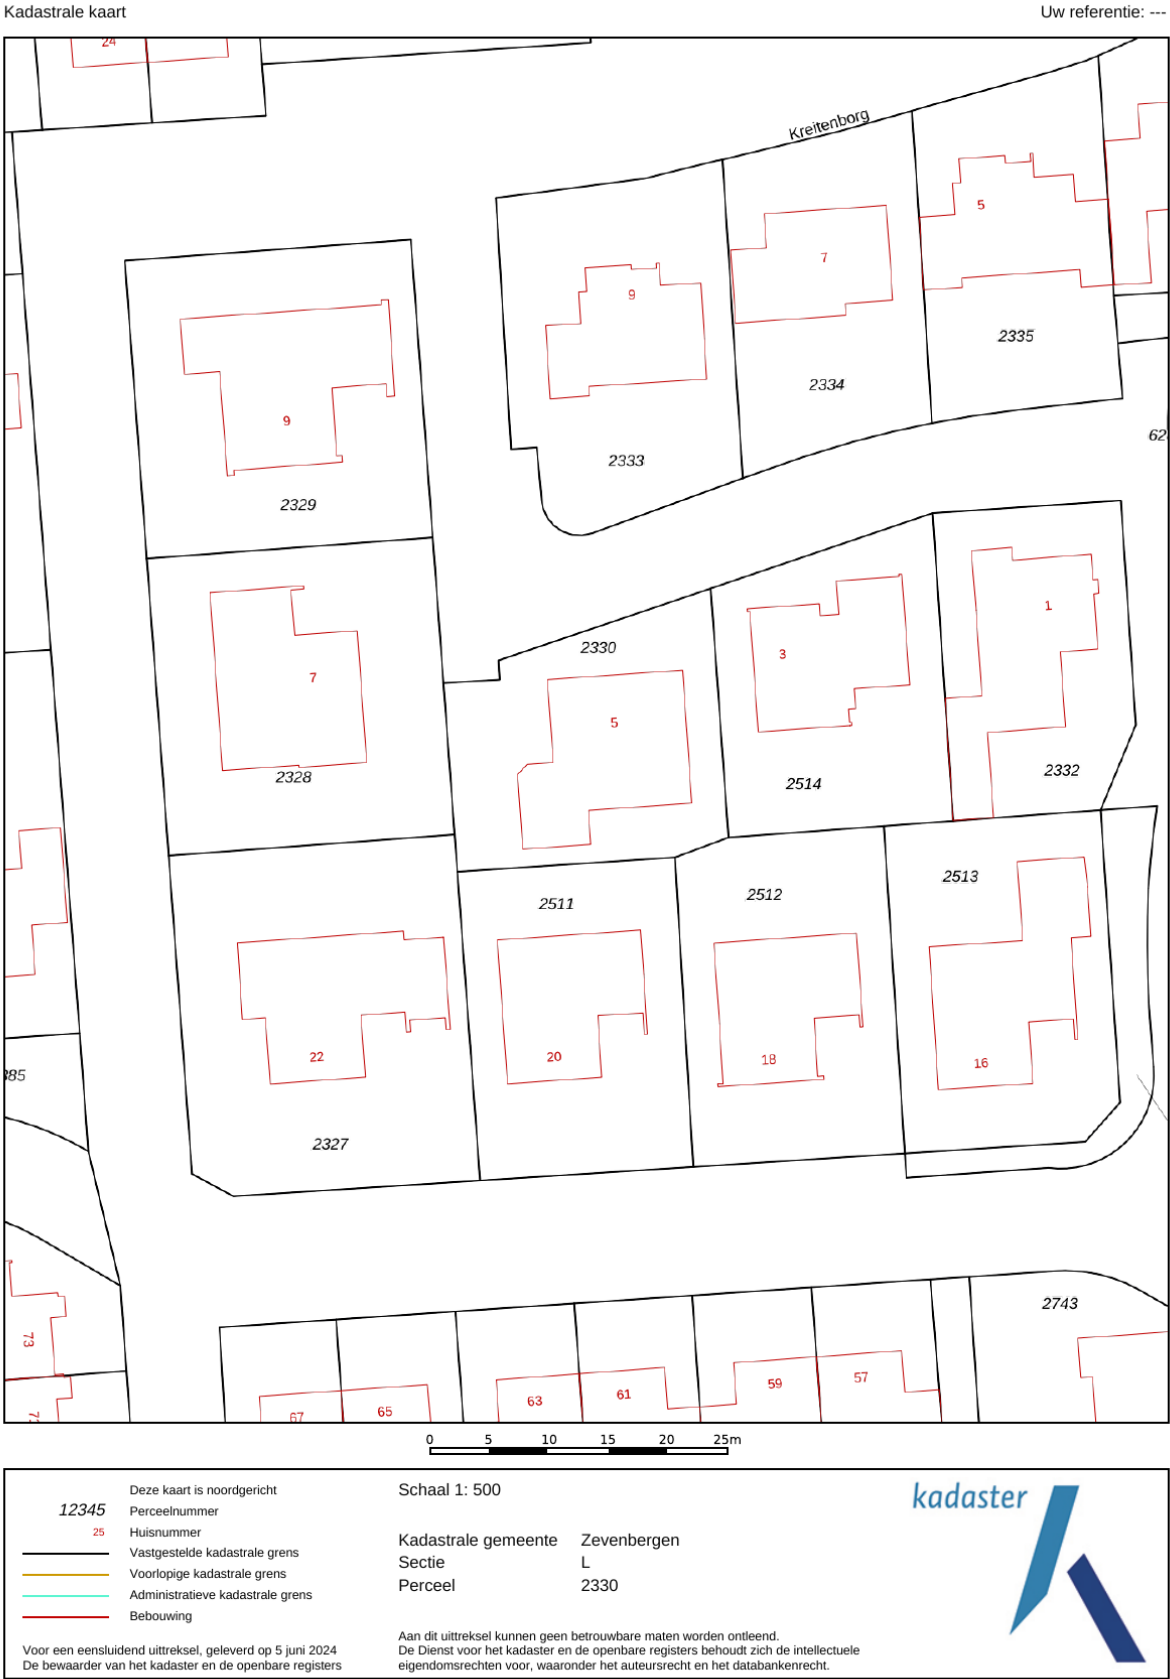 Kadastrale kaart
Uw referentie: ---
24
Kreitenborg
5
7
9
2335
2334
9
2333
2329
1
2330
3
7
5
2332
2328
2514
2513
2512
2511
22
20
18
16
2327
2743
73
59
57
61
63
65
67
0 5 10 15 20 25m
Deze kaart is noordgericht
12345 Perceelnummer
25 Huisnummer
Vastgestelde kadastrale grens
Voorlopige kadastrale grens
Administratieve kadastrale grens
Bebouwing
Voor een eensluidend uittreksel, geleverd op 5 juni 2024
De bewaarder van het kadaster en de openbare registers
Schaal 1: 500
Kadastrale gemeente Zevenbergen
Sectie L
Perceel 2330
Aan dit uittreksel kunnen geen betrouwbare maten worden ontleend.
De Dienst voor het kadaster en de openbare registers behoudt zich de intellectuele
eigendomsrechten voor, waaronder het auteursrecht en het databankenrecht.
kadaster